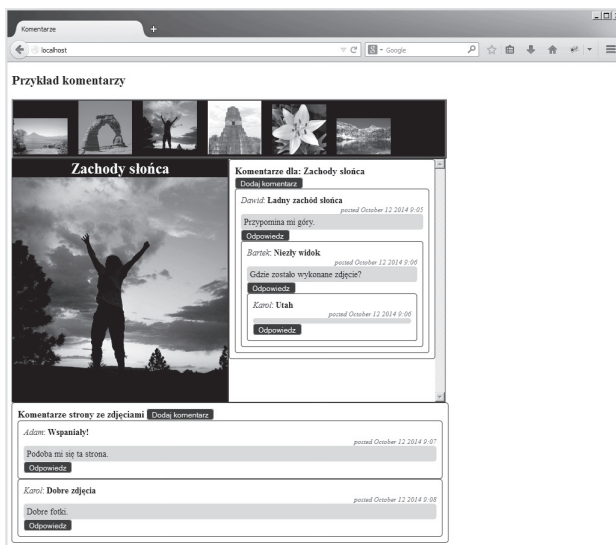 Komentarze
localhost
Google
Przykład komentarzy
Zachody słońca
Komentarze dla: Zachody słońca
Dodaj komentarz
Dawid: Ladny zachód słońca
posted October 12 2014 9:05
Przypomina mi góry.
Odpowiedz
Bartek: Niezły widok
posted October 12 2014 9:06
Gdzie zostało wykonane zdjęcie?
Odpowiedz
Karol: Utah
posted October 12 2014 9:06
Odpowiedz
Komentarze strony ze zdjęciami Dodaj komentarz
Adam: Wspaniały!
posted October 12 2014 9:07
Podoba mi się ta strona.
Odpowiedz
Karol: Dobre zdjęcia
posted October 12 2014 9:08
Dobre fotki.
Odpowiedz